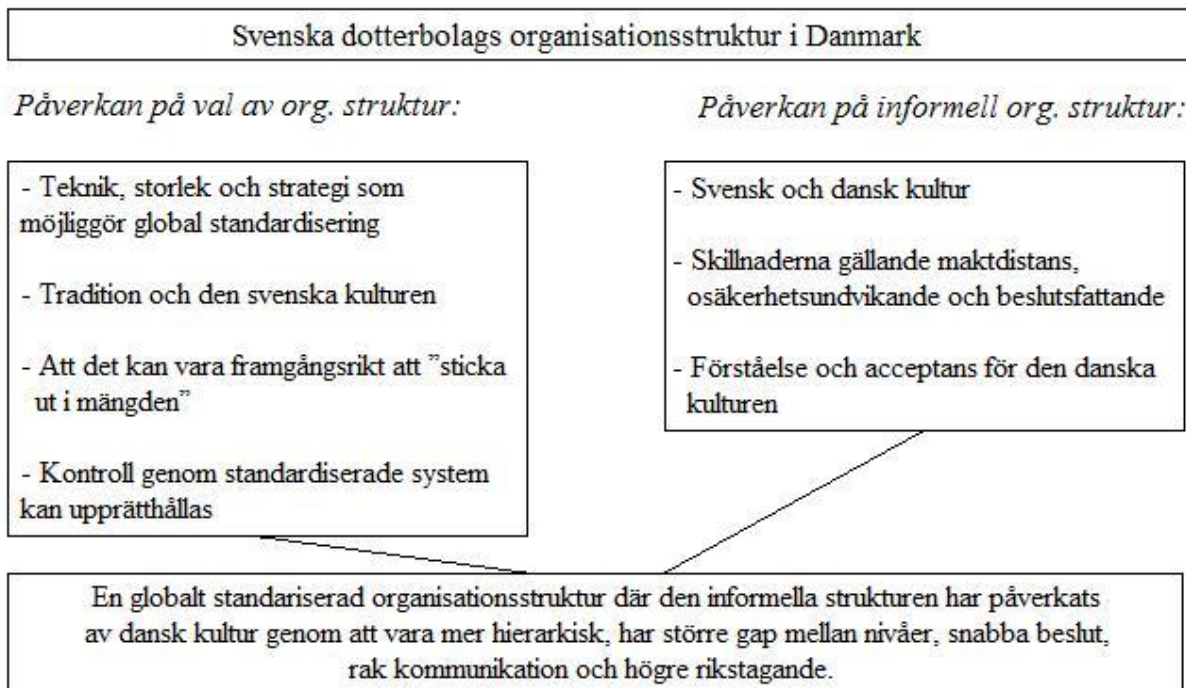 Svenska dotterbolags organisationsstruktur i Danmark
Påverkan på val av org. struktur:
- Teknik, storlek och strategi som
möjliggör global standardisering
- Tradition och den svenska kulturen
- Att det kan vara framgångsrikt att ”sticka
ut i mängden”
- Kontroll genom standardiserade system
kan upprätthållas
Påverkan på informell org. struktur:
- Svensk och dansk kultur
- Skillnaderna gällande maktdistans,
osäkerhetsundvikande och beslutsfattande
- Förståelse och acceptans för den danska
kulturen
En globalt standariserad organisationsstruktur där den informella strukturen har påverkats
av dansk kultur genom att vara mer hierarkisk, har större gap mellan nivåer, snabba beslut,
rak kommunikation och högre rikstagande.